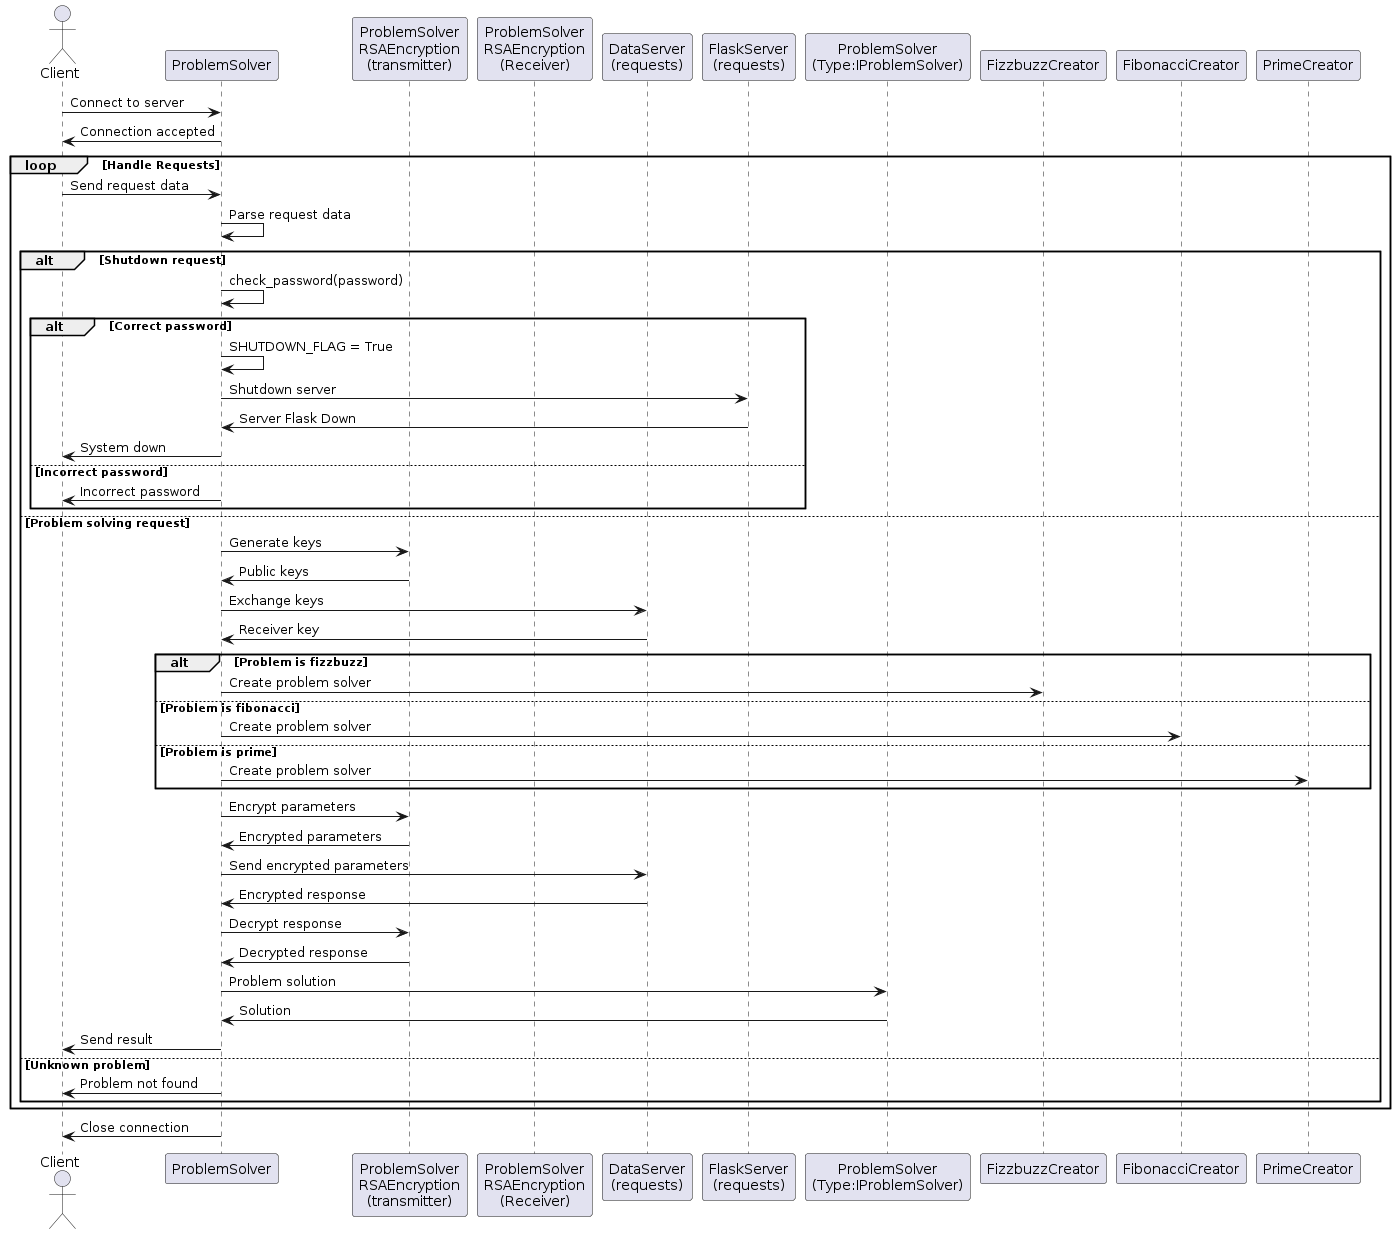 Client
ProblemSolver
ProblemSolver
RSAEncryption
(transmitter)
ProblemSolver
RSAEncryption
(Receiver)
DataServer
(requests)
FlaskServer
(requests)
ProblemSolver
(Type:IProblemSolver)
FizzbuzzCreator
FibonacciCreator
PrimeCreator
Connect to server
Connection accepted
loop [Handle Requests]
Send request data
Parse request data
alt [Shutdown request]
check_password(password)
alt [Correct password]
SHUTDOWN_FLAG = True
Shutdown server
Server Flask Down
System down
[Incorrect password]
Incorrect password
[Problem solving request]
Generate keys
Public keys
Exchange keys
Receiver key
alt [Problem is fizzbuzz]
Create problem solver
[Problem is fibonacci]
Create problem solver
[Problem is prime]
Create problem solver
Encrypt parameters
Encrypted parameters
Send encrypted parameters
Encrypted response
Decrypt response
Decrypted response
Problem solution
Solution
Send result
[Unknown problem]
Problem not found
Close connection
Client
ProblemSolver
ProblemSolver
RSAEncryption
(transmitter)
ProblemSolver
RSAEncryption
(Receiver)
DataServer
(requests)
FlaskServer
(requests)
ProblemSolver
(Type:IProblemSolver)
FizzbuzzCreator
FibonacciCreator
PrimeCreator